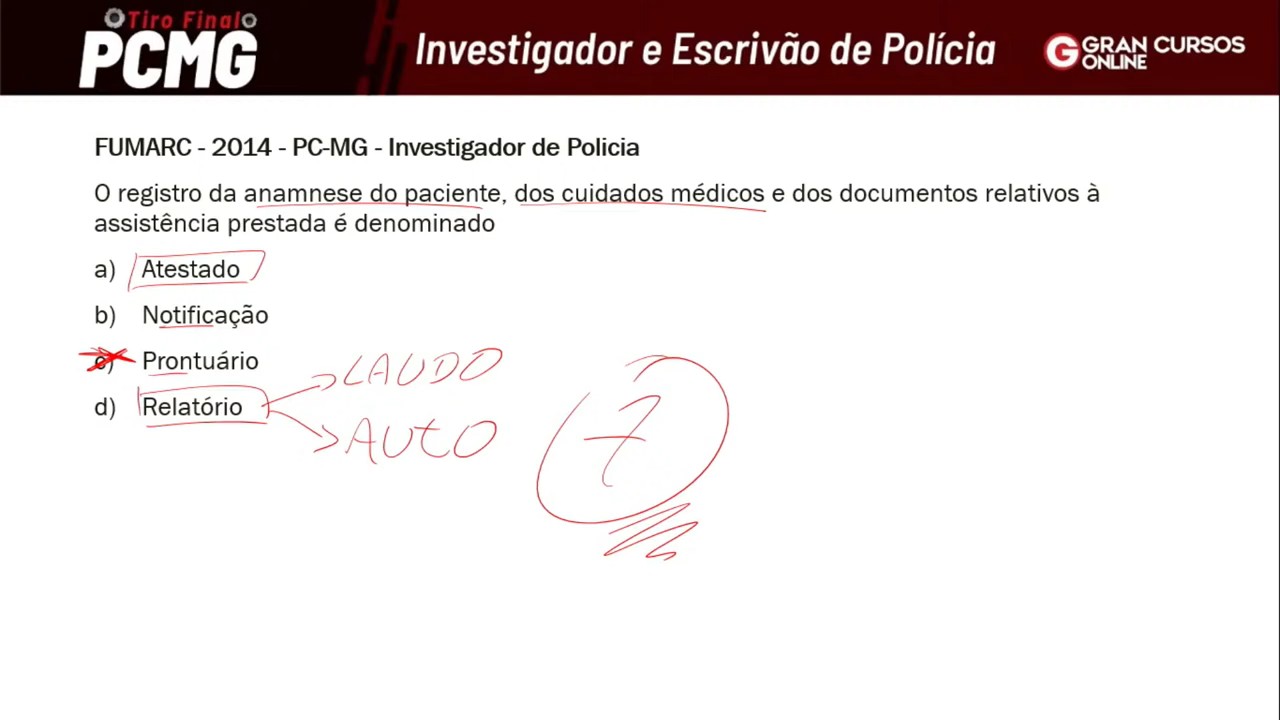 Tiro Final
PCMG
Investigador e Escrivão de Polícia
GRAN CURSOS
ONLINE
FUMARC - 2014 - PC-MG - Investigador de Policia
O registro da anamnese do paciente, dos cuidados médicos e dos documentos relativos à
assistência prestada é denominado
a) Atestado
b) Notificação
c) Prontuário
d) Relatório
LAUDO
AUTO
7